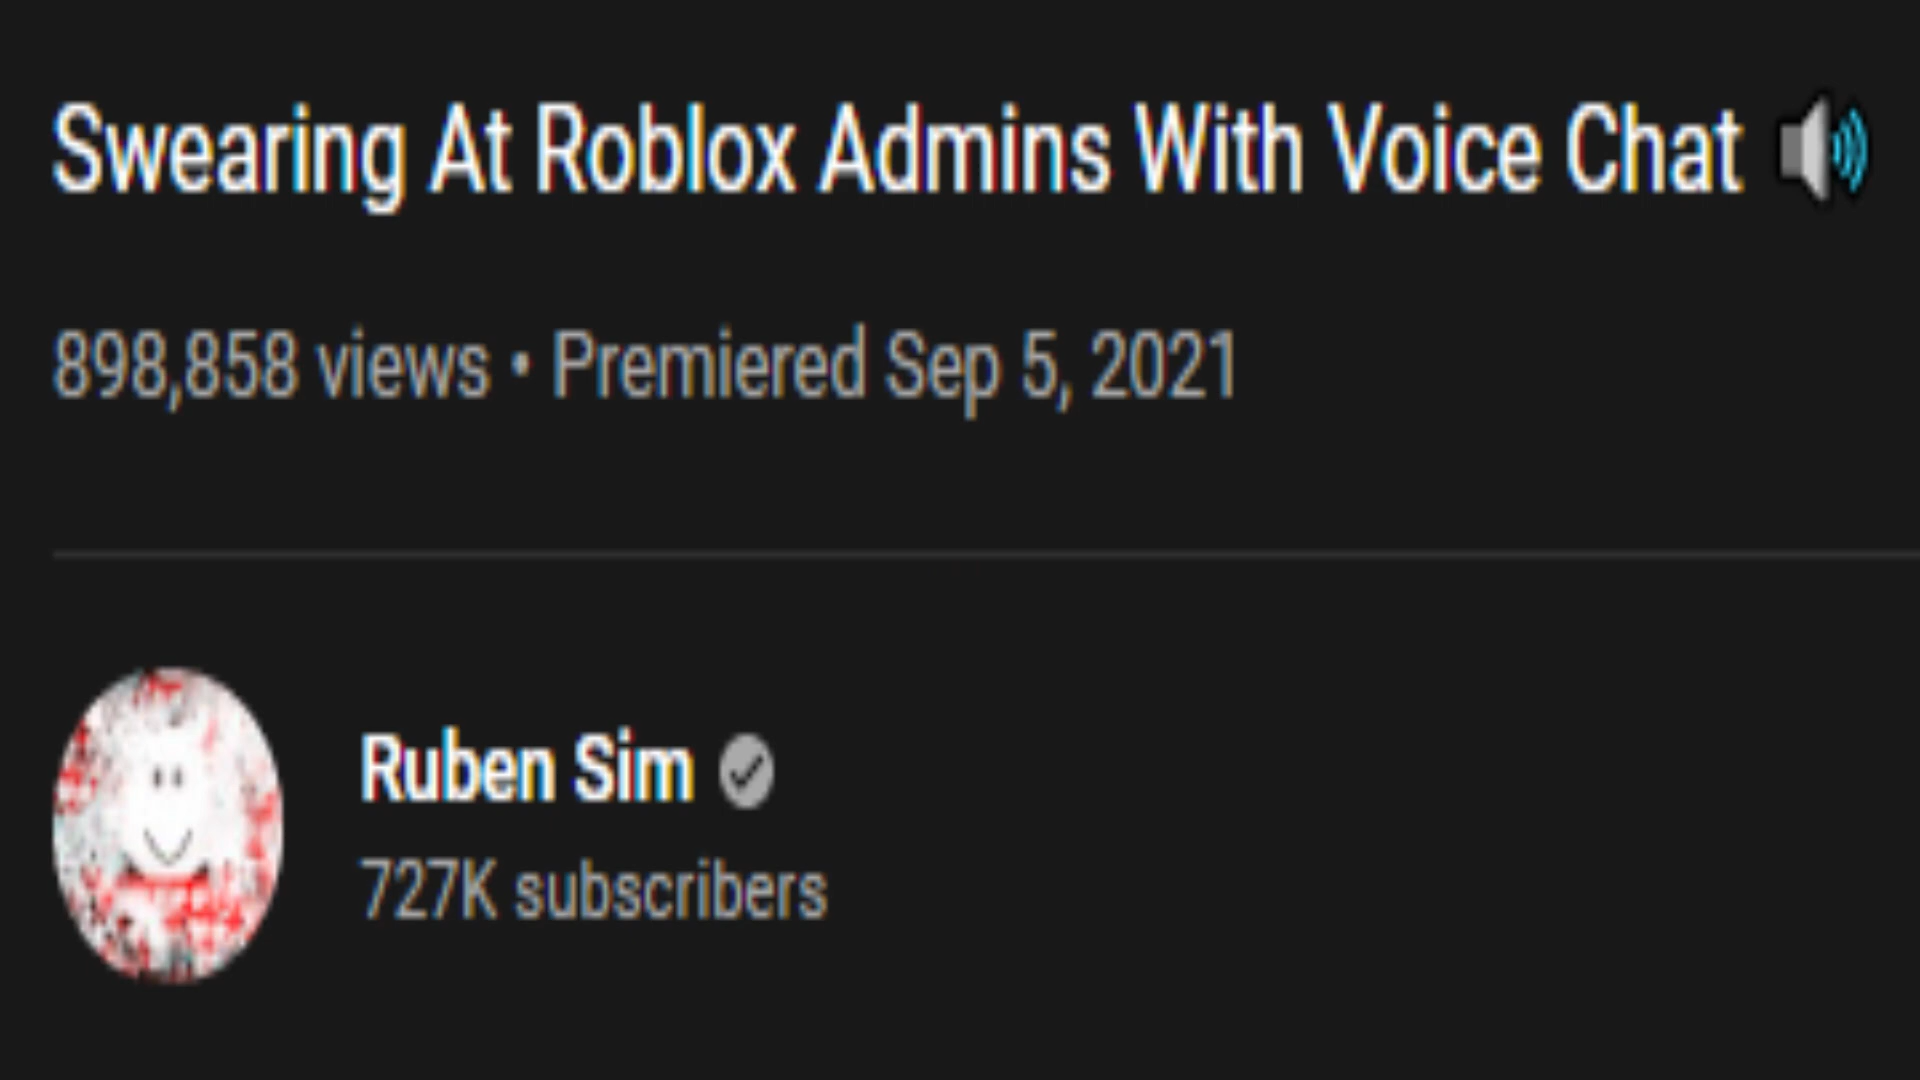 Swearing At Roblox Admins With Voice Chat 🔊
898,858 views • Premiered Sep 5, 2021
Ruben Sim
727K subscribers